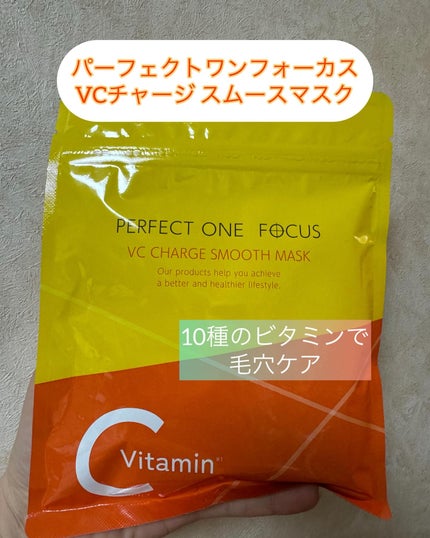 パーフェクトワンフォーカス
VCチャージ スムースマスク
PERFECT ONE FOCUS
VC CHARGE SMOOTH MASK
Our products help you achieve
a better and healthier lifestyle.
10種のビタミンで
毛穴ケア
C Vitamin※1